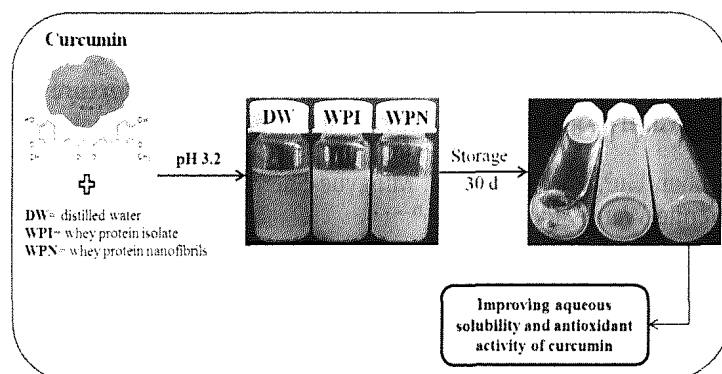 Curcumin
DW= distilled water
WPI= whey protein isolate
WPN= whey protein nanofibrils
pH 3.2
DW WPI WPN
Storage
30 d
Improving aqueous
solubility and antioxidant
activity of curcumin